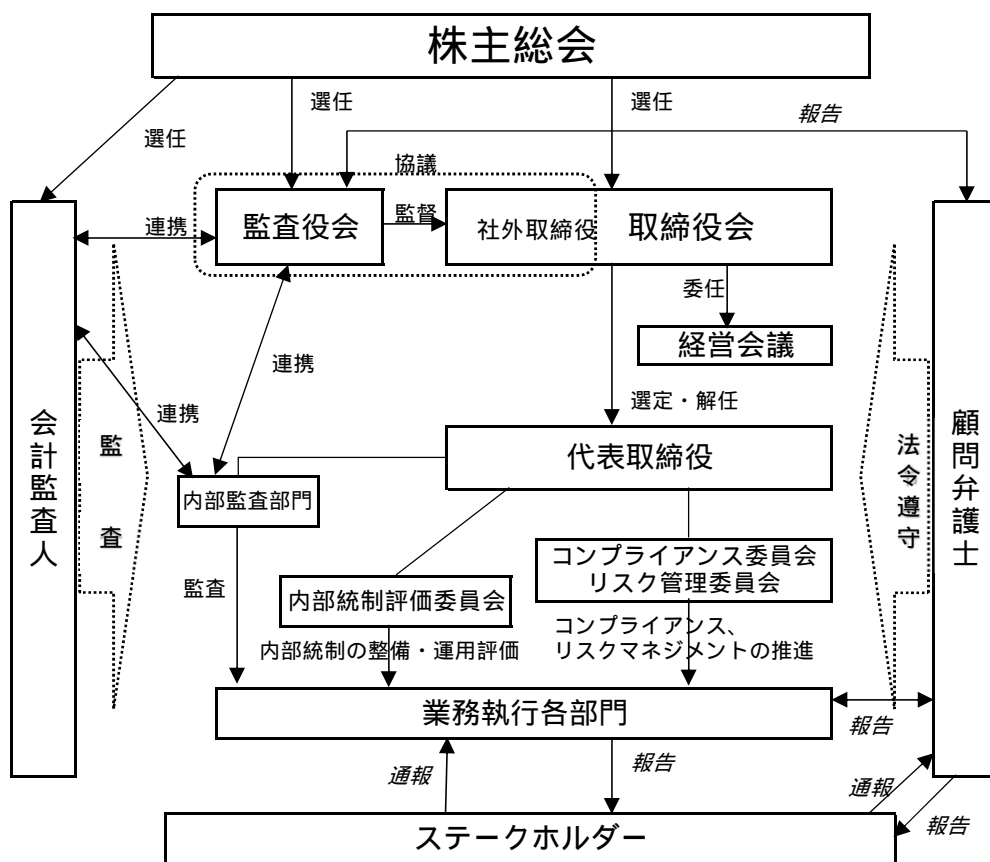 株主総会
選任
選任
選任
報告
協議
監査役会
監督
社外取締役
取締役会
連携
委任
経営会議
連携
連携
選定・解任
会計監査人
監査
法令遵守
顧問弁護士
代表取締役
内部監査部門
監査
コンプライアンス委員会
リスク管理委員会
内部統制評価委員会
内部統制の整備・運用評価
コンプライアンス、
リスクマネジメントの推進
業務執行各部門
報告
通報
報告
通報
報告
ステークホルダー